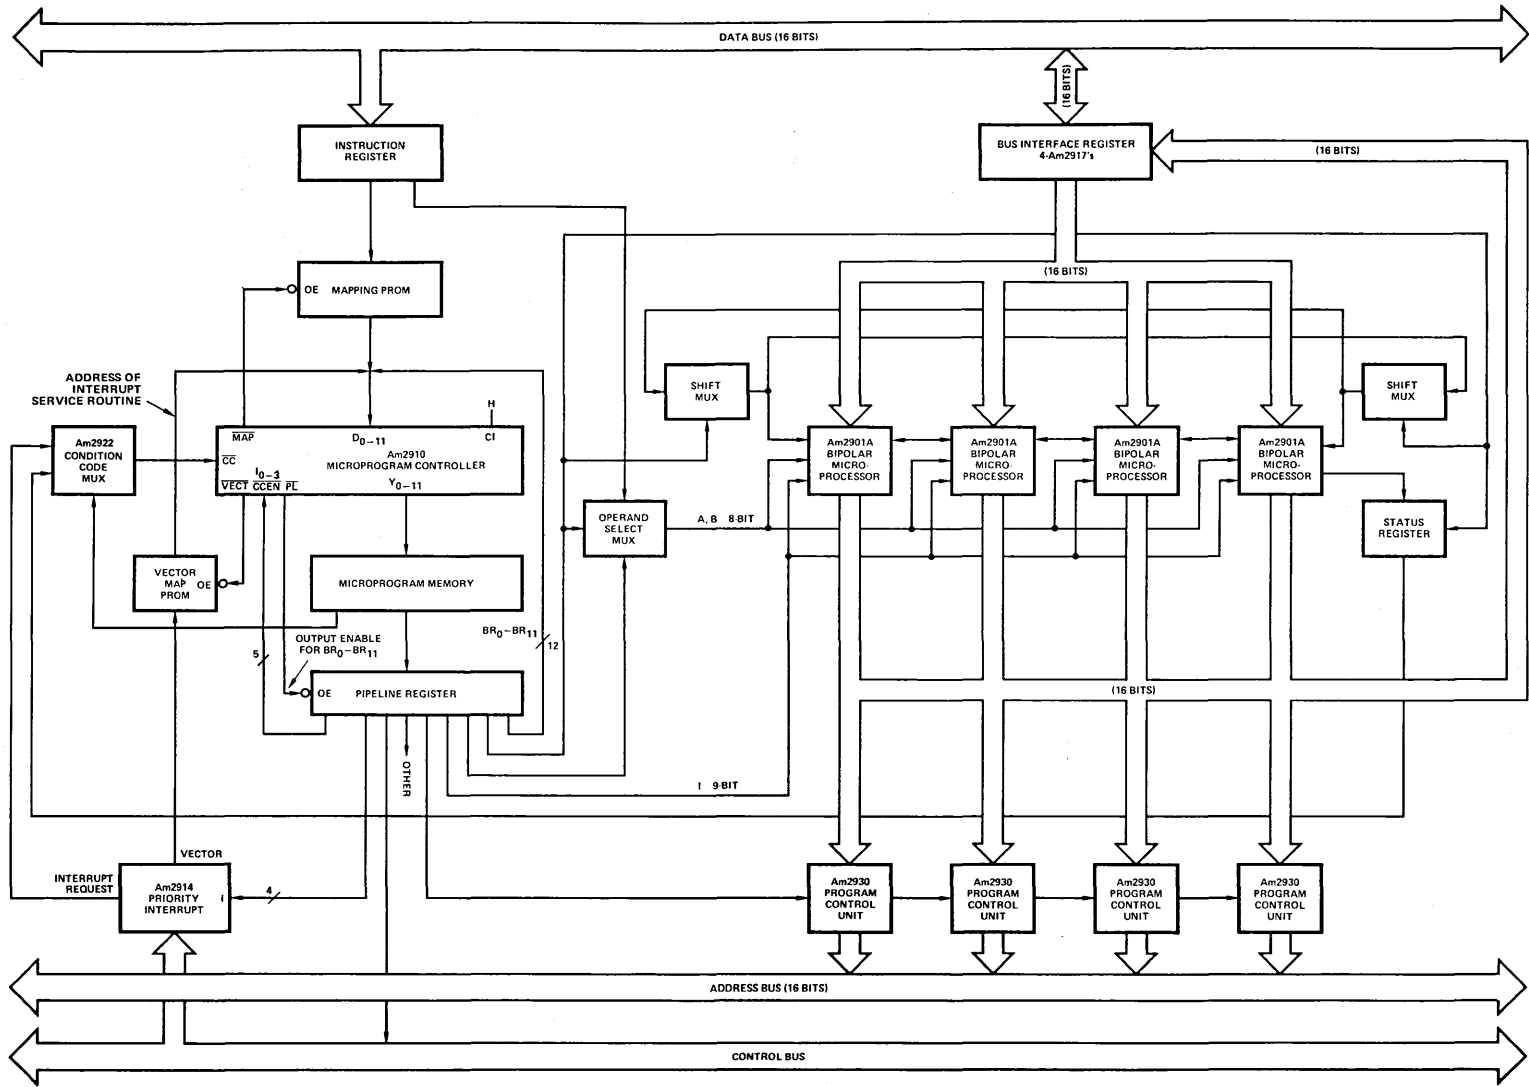 DATA BUS (16 BITS)
(16 BITS)
INSTRUCTION
REGISTER
BUS INTERFACE REGISTER
4-Am2917's
(16 BITS)
(16 BITS)
OE MAPPING PROM
ADDRESS OF
INTERRUPT
SERVICE ROUTINE
SHIFT
MUX
SHIFT
MUX
Am2922
CONDITION
CODE
MUX
H
MAP
D0–11
CI
Am2910
MICROPROGRAM CONTROLLER
CC
I0–3
VECT CCEN PL
Y0–11
Am2901A
BIPOLAR
MICRO-
PROCESSOR
Am2901A
BIPOLAR
MICRO-
PROCESSOR
Am2901A
BIPOLAR
MICRO-
PROCESSOR
Am2901A
BIPOLAR
MICRO-
PROCESSOR
OPERAND
SELECT
MUX
A, B 8-BIT
STATUS
REGISTER
VECTOR
MAP
PROM
OE
MICROPROGRAM MEMORY
BR0–BR11
12
5
OUTPUT ENABLE
FOR BR0–BR11
OE PIPELINE REGISTER
(16 BITS)
OTHER
I 9-BIT
VECTOR
INTERRUPT
REQUEST
Am2914
PRIORITY
INTERRUPT
I
4
Am2930
PROGRAM
CONTROL
UNIT
Am2930
PROGRAM
CONTROL
UNIT
Am2930
PROGRAM
CONTROL
UNIT
Am2930
PROGRAM
CONTROL
UNIT
ADDRESS BUS (16 BITS)
CONTROL BUS